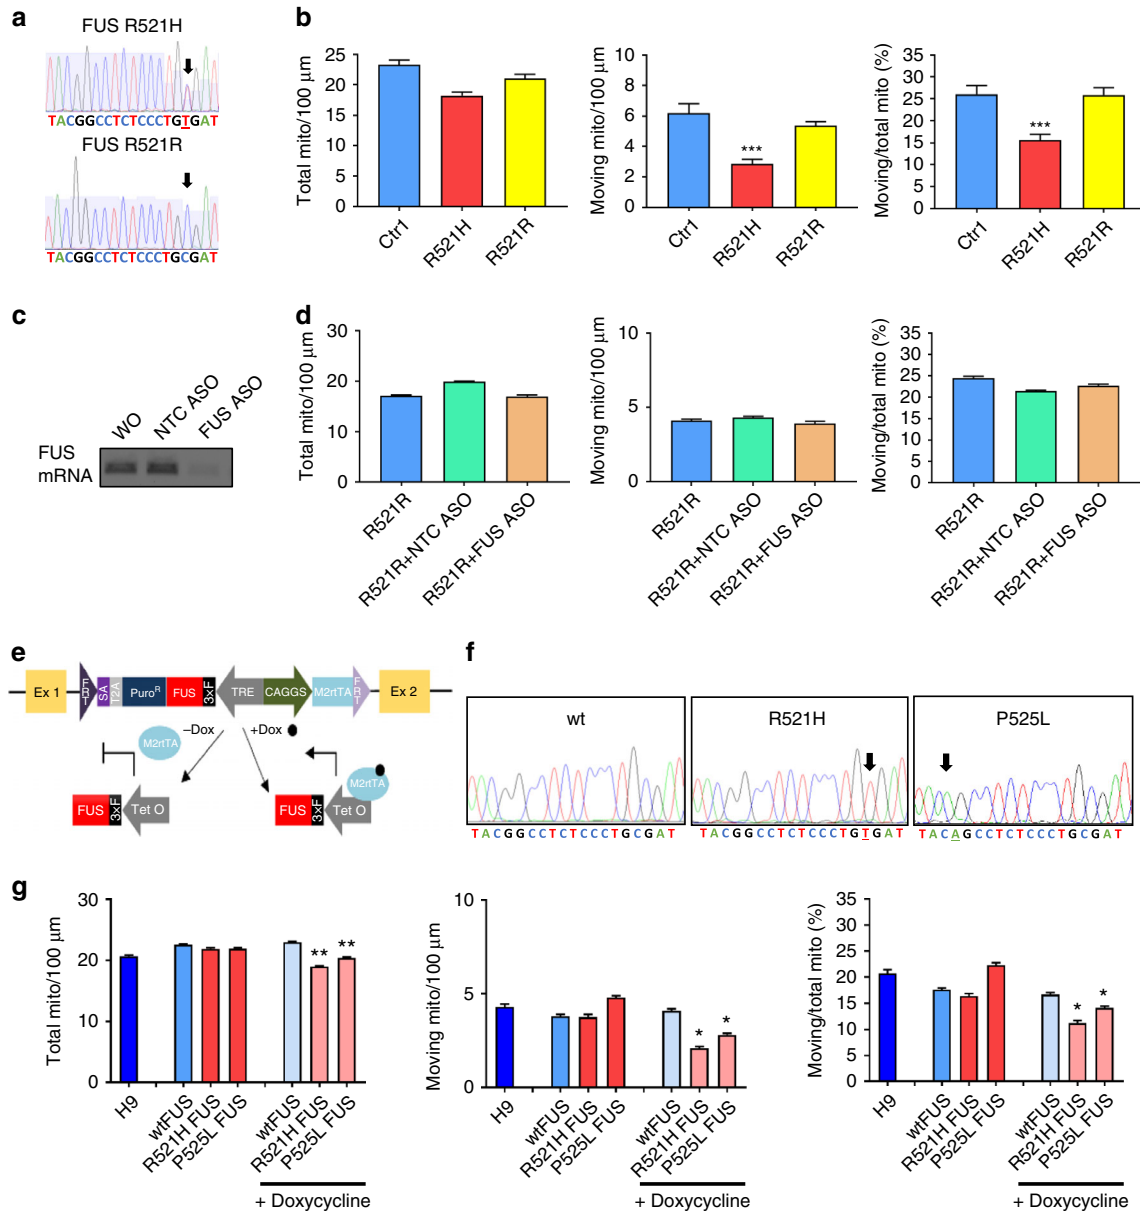 a
FUS R521H
TACGGCCTCTCCCTGTGAT
FUS R521R
TACGGCCTCTCCCTGCGAT
b
Total mito/100 µm
25
20
15
10
5
0
Ctr1
R521H
R521R
Moving mito/100 µm
10
8
6
4
2
0
***
Ctr1
R521H
R521R
Moving/total mito (%)
35
30
25
20
15
10
5
0
***
Ctr1
R521H
R521R
c
WO
NTC ASO
FUS ASO
FUS
mRNA
d
Total mito/100 µm
30
20
10
0
R521R
R521R+NTC ASO
R521R+FUS ASO
Moving mito/100 µm
10
5
0
R521R
R521R+NTC ASO
R521R+FUS ASO
Moving/total mito (%)
35
30
25
20
15
10
5
0
R521R
R521R+NTC ASO
R521R+FUS ASO
e
Ex 1
FRT
SA
T2A
Puro^R
FUS
3xF
TRE
CAGGS
M2rtTA
FRT
Ex 2
M2rtTA
–Dox
+Dox
M2rtTA
FUS
3xF
Tet O
FUS
3xF
Tet O
f
wt
TACGGCCTCTCCCTGCGAT
R521H
TACGGCCTCTCCCTGTGAT
P525L
TACAGCCTCTCCCTGCGAT
g
Total mito/100 µm
30
20
10
0
**
**
H9
wtFUS
R521H FUS
P525L FUS
wtFUS
R521H FUS
P525L FUS
+ Doxycycline
Moving mito/100 µm
10
5
0
*
*
H9
wtFUS
R521H FUS
P525L FUS
wtFUS
R521H FUS
P525L FUS
+ Doxycycline
Moving/total mito (%)
35
30
25
20
15
10
5
0
*
*
H9
wtFUS
R521H FUS
P525L FUS
wtFUS
R521H FUS
P525L FUS
+ Doxycycline